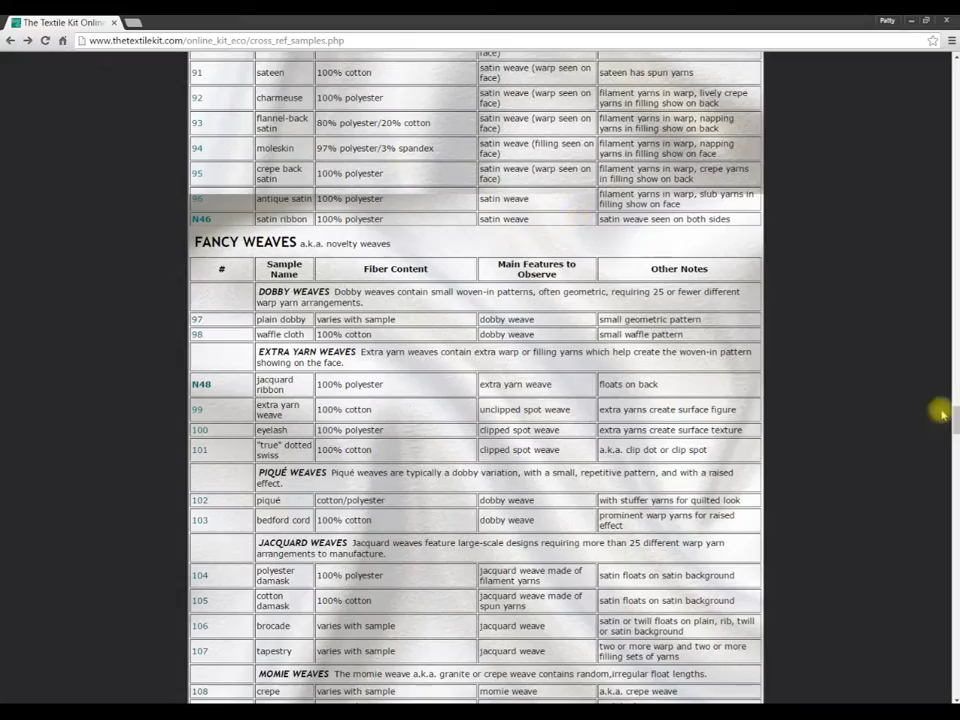 The Textile Kit Onlin
Patty
www.thetextilekit.com/online_kit_eco/cross_ref_samples.php
face)
91 sateen 100% cotton satin weave (warp seen on face) sateen has spun yarns
92 charmeuse 100% polyester satin weave (warp seen on face) filament yarns in warp, lively crepe yarns in filling show on back
93 flannel-back satin 80% polyester/20% cotton satin weave (warp seen on face) filament yarns in warp, napping yarns in filling show on back
94 moleskin 97% polyester/3% spandex satin weave (filling seen on face) filament yarns in warp, napping yarns in filling show on face
95 crepe back satin 100% polyester satin weave (warp seen on face) filament yarns in warp, crepe yarns in filling show on back
96 antique satin 100% polyester satin weave filament yarns in warp, slub yarns in filling show on face
N46 satin ribbon 100% polyester satin weave satin weave seen on both sides
FANCY WEAVES a.k.a. novelty weaves
# Sample Name Fiber Content Main Features to Observe Other Notes
DOBBY WEAVES Dobby weaves contain small woven-in patterns, often geometric, requiring 25 or fewer different
warp yarn arrangements.
97 plain dobby varies with sample dobby weave small geometric pattern
98 waffle cloth 100% cotton dobby weave small waffle pattern
EXTRA YARN WEAVES Extra yarn weaves contain extra warp or filling yarns which help create the woven-in pattern
showing on the face.
N48 jacquard ribbon 100% polyester extra yarn weave floats on back
99 extra yarn weave 100% cotton unclipped spot weave extra yarns create surface figure
100 eyelash 100% polyester clipped spot weave extra yarns create surface texture
101 "true" dotted swiss 100% cotton clipped spot weave a.k.a. clip dot or clip spot
PIQUÉ WEAVES Piqué weaves are typically a dobby variation, with a small, repetitive pattern, and with a raised
effect.
102 piqué cotton/polyester dobby weave with stuffer yarns for quilted look
103 bedford cord 100% cotton dobby weave prominent warp yarns for raised effect
JACQUARD WEAVES Jacquard weaves feature large-scale designs requiring more than 25 different warp yarn
arrangements to manufacture.
104 polyester damask 100% polyester jacquard weave made of filament yarns satin floats on satin background
105 cotton damask 100% cotton jacquard weave made of spun yarns satin floats on satin background
106 brocade varies with sample jacquard weave satin or twill floats on plain, rib, twill or satin background
107 tapestry varies with sample jacquard weave two or more warp and two or more filling sets of yarns
MOMIE WEAVES The momie weave a.k.a. granite or crepe weave contains random,irregular float lengths.
108 crepe varies with sample momie weave a.k.a. crepe weave